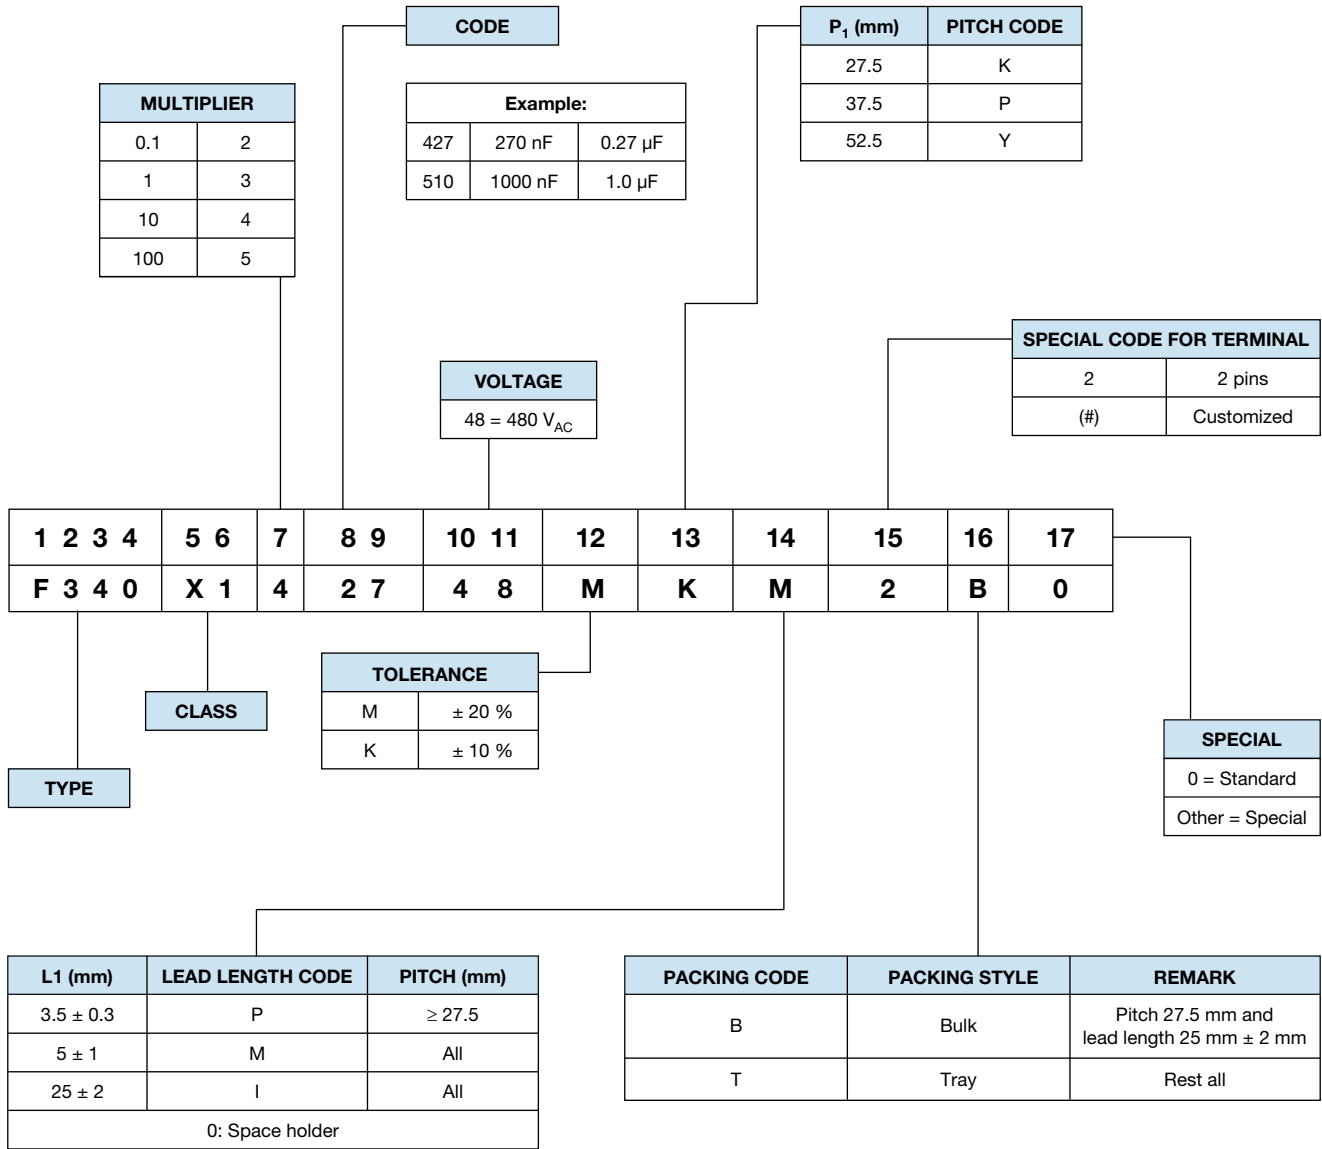 CODE
P1 (mm) PITCH CODE
27.5 K
37.5 P
52.5 Y
MULTIPLIER
0.1 2
1 3
10 4
100 5
Example:
427 270 nF 0.27 µF
510 1000 nF 1.0 µF
SPECIAL CODE FOR TERMINAL
2 2 pins
(#) Customized
VOLTAGE
48 = 480 VAC
1 2 3 4 5 6 7 8 9 10 11 12 13 14 15 16 17
F 3 4 0 X 1 4 2 7 4 8 M K M 2 B 0
TOLERANCE
M ± 20 %
K ± 10 %
CLASS
TYPE
SPECIAL
0 = Standard
Other = Special
L1 (mm) LEAD LENGTH CODE PITCH (mm)
3.5 ± 0.3 P ≥ 27.5
5 ± 1 M All
25 ± 2 I All
0: Space holder
PACKING CODE PACKING STYLE REMARK
B Bulk Pitch 27.5 mm and
lead length 25 mm ± 2 mm
T Tray Rest all